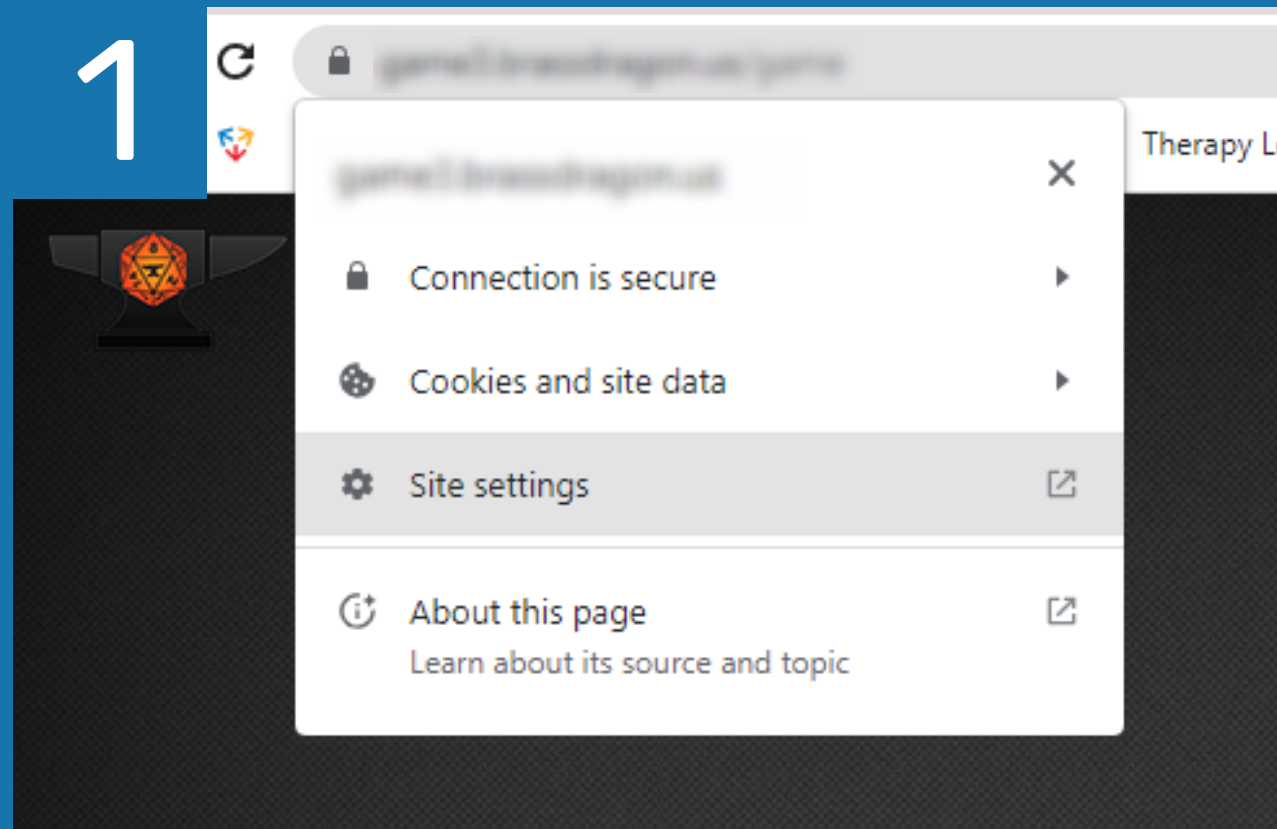 1
Therapy L
Connection is secure
Cookies and site data
Site settings
About this page
Learn about its source and topic